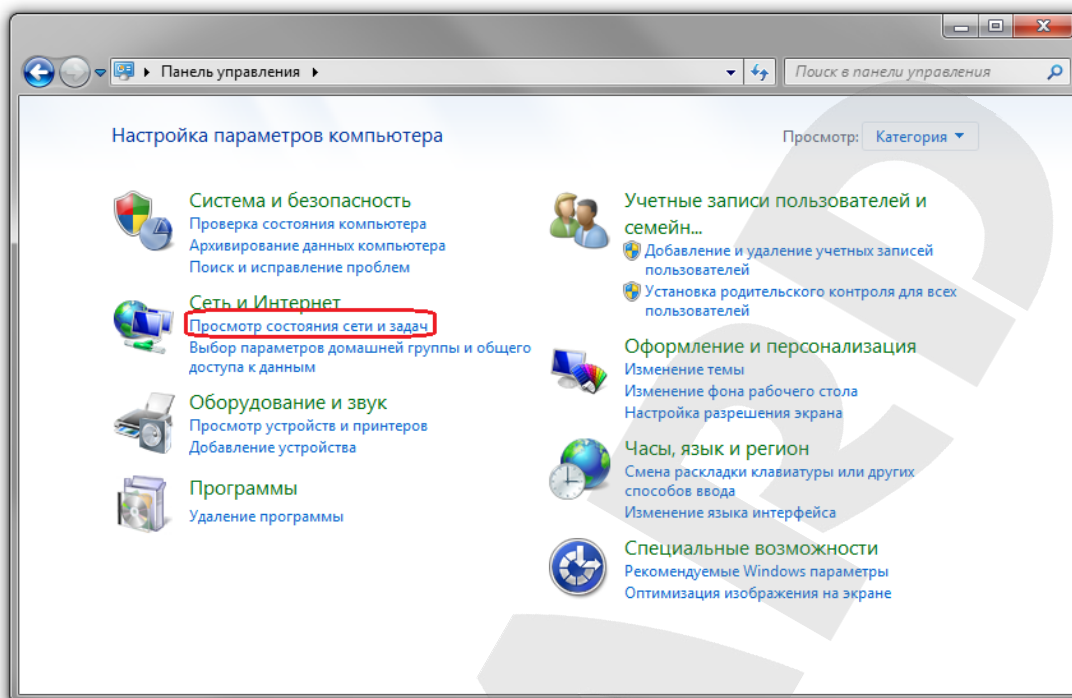 Панель управления
Поиск в панели управления
Настройка параметров компьютера
Просмотр: Категория
Система и безопасность
Проверка состояния компьютера
Архивирование данных компьютера
Поиск и исправление проблем
Сеть и Интернет
Просмотр состояния сети и задач
Выбор параметров домашней группы и общего
доступа к данным
Оборудование и звук
Просмотр устройств и принтеров
Добавление устройства
Программы
Удаление программы
Учетные записи пользователей и
семейн...
Добавление и удаление учетных записей
пользователей
Установка родительского контроля для всех
пользователей
Оформление и персонализация
Изменение темы
Изменение фона рабочего стола
Настройка разрешения экрана
Часы, язык и регион
Смена раскладки клавиатуры или других
способов ввода
Изменение языка интерфейса
Специальные возможности
Рекомендуемые Windows параметры
Оптимизация изображения на экране